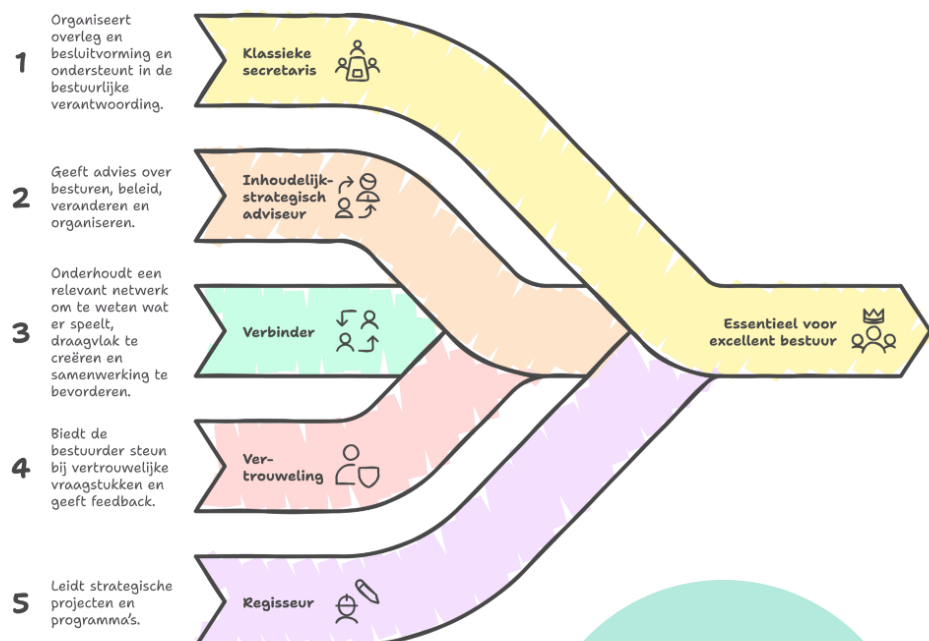 1
Organiseert
overleg en
besluitvorming en
ondersteunt in de
bestuurlijke
verantwoording.
Klassieke
secretaris
2
Geeft advies over
besturen, beleid,
veranderen en
organiseren.
Inhoudelijk-
strategisch
adviseur
3
Onderhoudt een
relevant netwerk
om te weten wat
er speelt,
draagvlak te
creëren en
samenwerking te
bevorderen.
Verbinder
Essentieel voor
excellent bestuur
4
Biedt de
bestuurder steun
bij vertrouwelijke
vraagstukken en
geeft feedback.
Ver-
trouweling
5
Leidt strategische
projecten en
programma's.
Regisseur